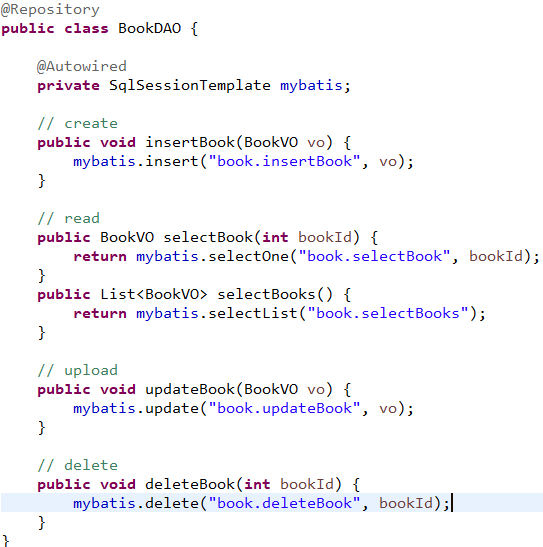 @Repository
public class BookDAO {
@Autowired
private SqlSessionTemplate mybatis;
// create
public void insertBook(BookVO vo) {
mybatis.insert("book.insertBook", vo);
}
// read
public BookVO selectBook(int bookId) {
return mybatis.selectOne("book.selectBook", bookId);
}
public List<BookVO> selectBooks() {
return mybatis.selectList("book.selectBooks");
}
// upload
public void updateBook(BookVO vo) {
mybatis.update("book.updateBook", vo);
}
// delete
public void deleteBook(int bookId) {
mybatis.delete("book.deleteBook", bookId);
}
}